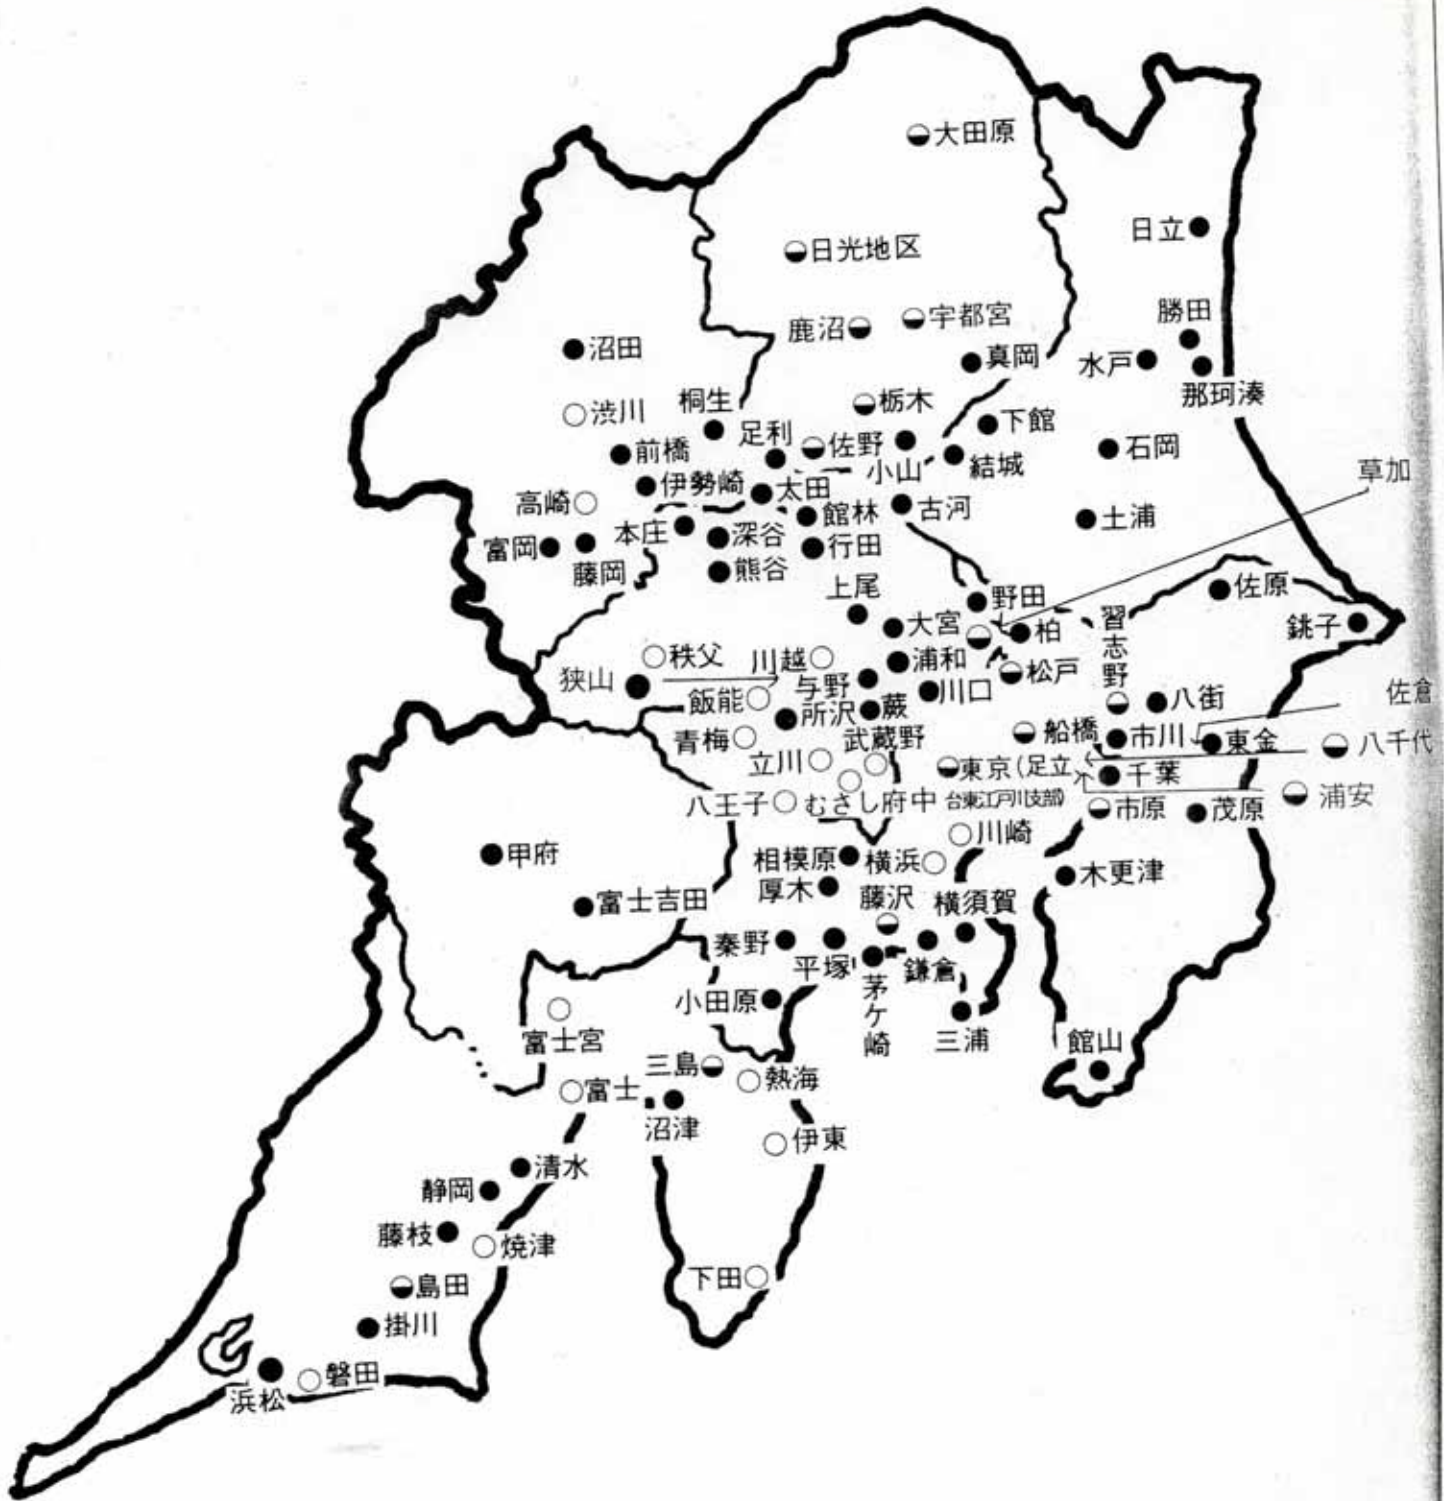 大田原
日立
日光地区
勝田
鹿沼
宇都宮
沼田
真岡
水戸
那珂湊
渋川
桐生
栃木
下館
足利
佐野
前橋
小山
結城
石岡
草加
伊勢崎
太田
高崎
館林
古河
土浦
本庄
深谷
行田
富岡
藤岡
熊谷
上尾
野田
佐原
大宮
柏
習志野
銚子
秩父
川越
浦和
松戸
狭山
与野
川口
飯能
所沢
蕨
八街
佐倉
青梅
武蔵野
船橋
市川
東金
八千代
立川
東京(足立
千葉
八王子
むさし府中
台東江戸川支部)
市原
茂原
浦安
川崎
甲府
相模原
横浜
木更津
厚木
藤沢
横須賀
富士吉田
秦野
平塚
鎌倉
茅ケ崎
小田原
三浦
館山
富士宮
三島
熱海
富士
沼津
伊東
清水
静岡
藤枝
焼津
下田
島田
掛川
磐田
浜松